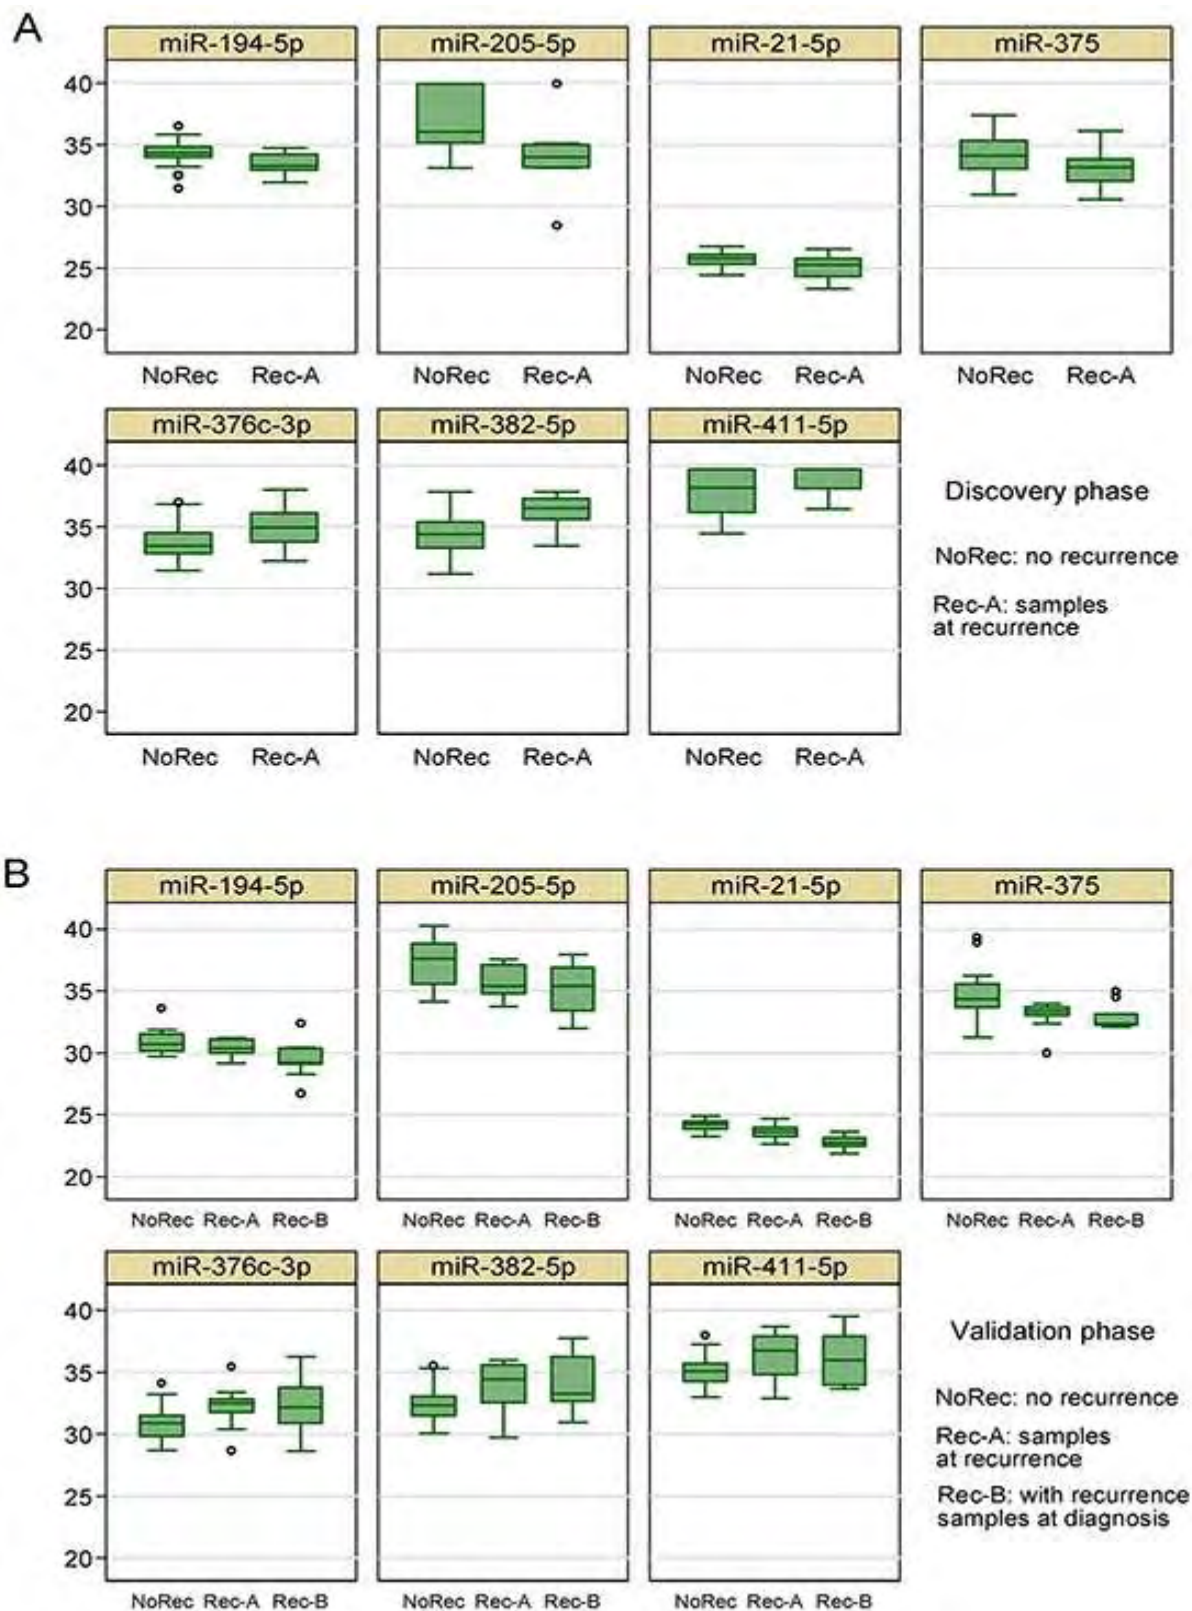 A
miR-194-5p miR-205-5p miR-21-5p miR-375
40
35
30
25
20
NoRec Rec-A NoRec Rec-A NoRec Rec-A NoRec Rec-A
miR-376c-3p miR-382-5p miR-411-5p
40
35
30
25
20
NoRec Rec-A NoRec Rec-A NoRec Rec-A
Discovery phase
NoRec: no recurrence
Rec-A: samples
at recurrence
B
miR-194-5p miR-205-5p miR-21-5p miR-375
40
35
30
25
20
NoRec Rec-A Rec-B NoRec Rec-A Rec-B NoRec Rec-A Rec-B NoRec Rec-A Rec-B
miR-376c-3p miR-382-5p miR-411-5p
40
35
30
25
20
NoRec Rec-A Rec-B NoRec Rec-A Rec-B NoRec Rec-A Rec-B
Validation phase
NoRec: no recurrence
Rec-A: samples
at recurrence
Rec-B: with recurrence
samples at diagnosis